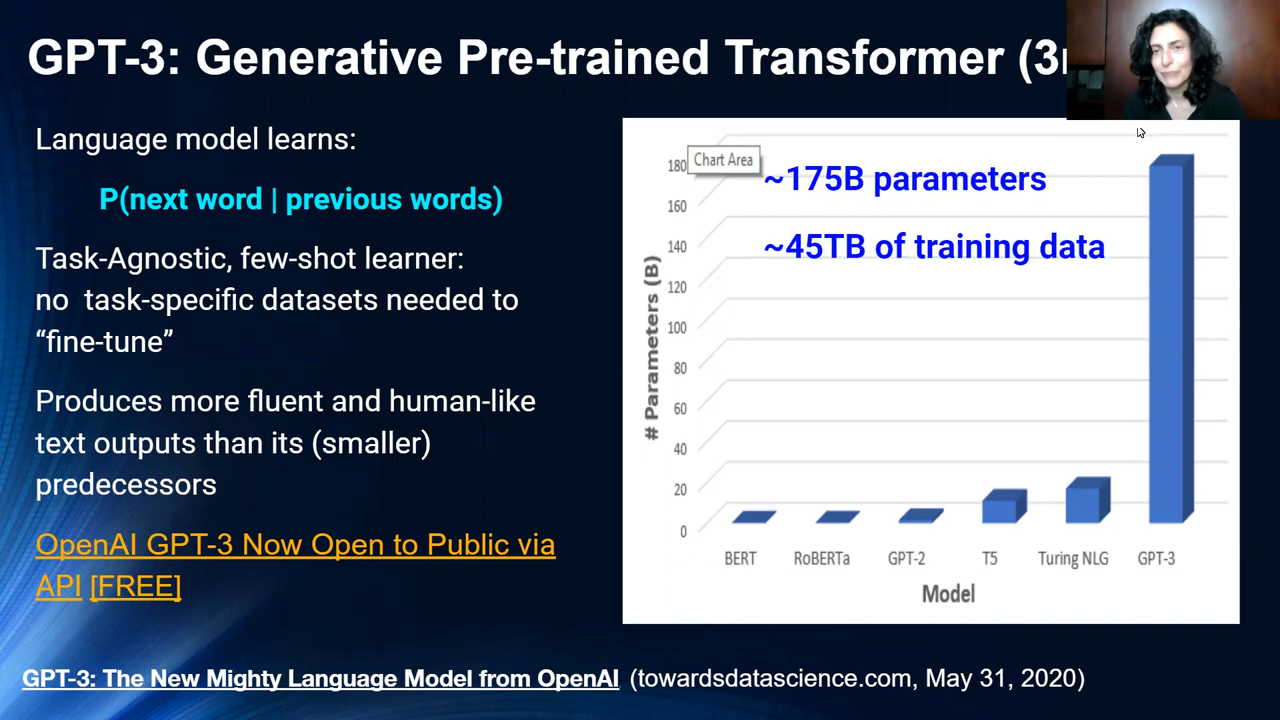 GPT-3: Generative Pre-trained Transformer (3r
Language model learns:
P(next word | previous words)
Task-Agnostic, few-shot learner:
no task-specific datasets needed to
“fine-tune”
Produces more fluent and human-like
text outputs than its (smaller)
predecessors
OpenAI GPT-3 Now Open to Public via
API [FREE]
Chart Area
~175B parameters
~45TB of training data
# Parameters (B)
180
160
140
120
100
80
60
40
20
0
BERT RoBERTa GPT-2 T5 Turing NLG GPT-3
Model
GPT-3: The New Mighty Language Model from OpenAI (towardsdatascience.com, May 31, 2020)